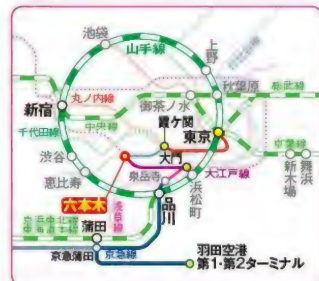 池袋
山手線
上野
丸ノ内線
新宿
秋葉原
総武線
御茶ノ水
中央線
霞ケ関
千代田線
東京
京葉線
渋谷
大門
恵比寿
泉岳寺
大江戸線
浜松町
新木場
舞浜
六本木
浅草線
品川
京浜東北線
東海道線
蒲田
京急蒲田
京急線
羽田空港
第1・第2ターミナル